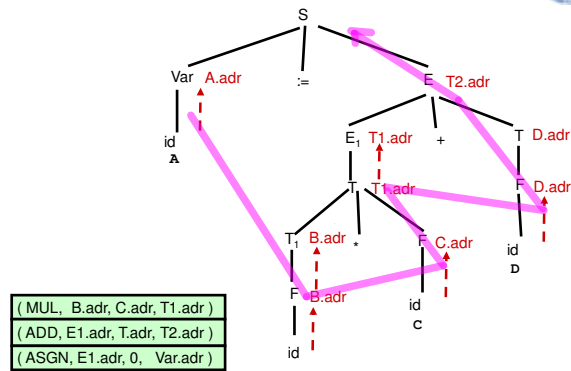 S
Var A.adr := E T2.adr
id E₁ T1.adr + T D.adr
A
T T1.adr F D.adr
T₁ B.adr * F C.adr id
D
F B.adr id
C
id
( MUL, B.adr, C.adr, T1.adr )
( ADD, E1.adr, T.adr, T2.adr )
( ASGN, E1.adr, 0, Var.adr )